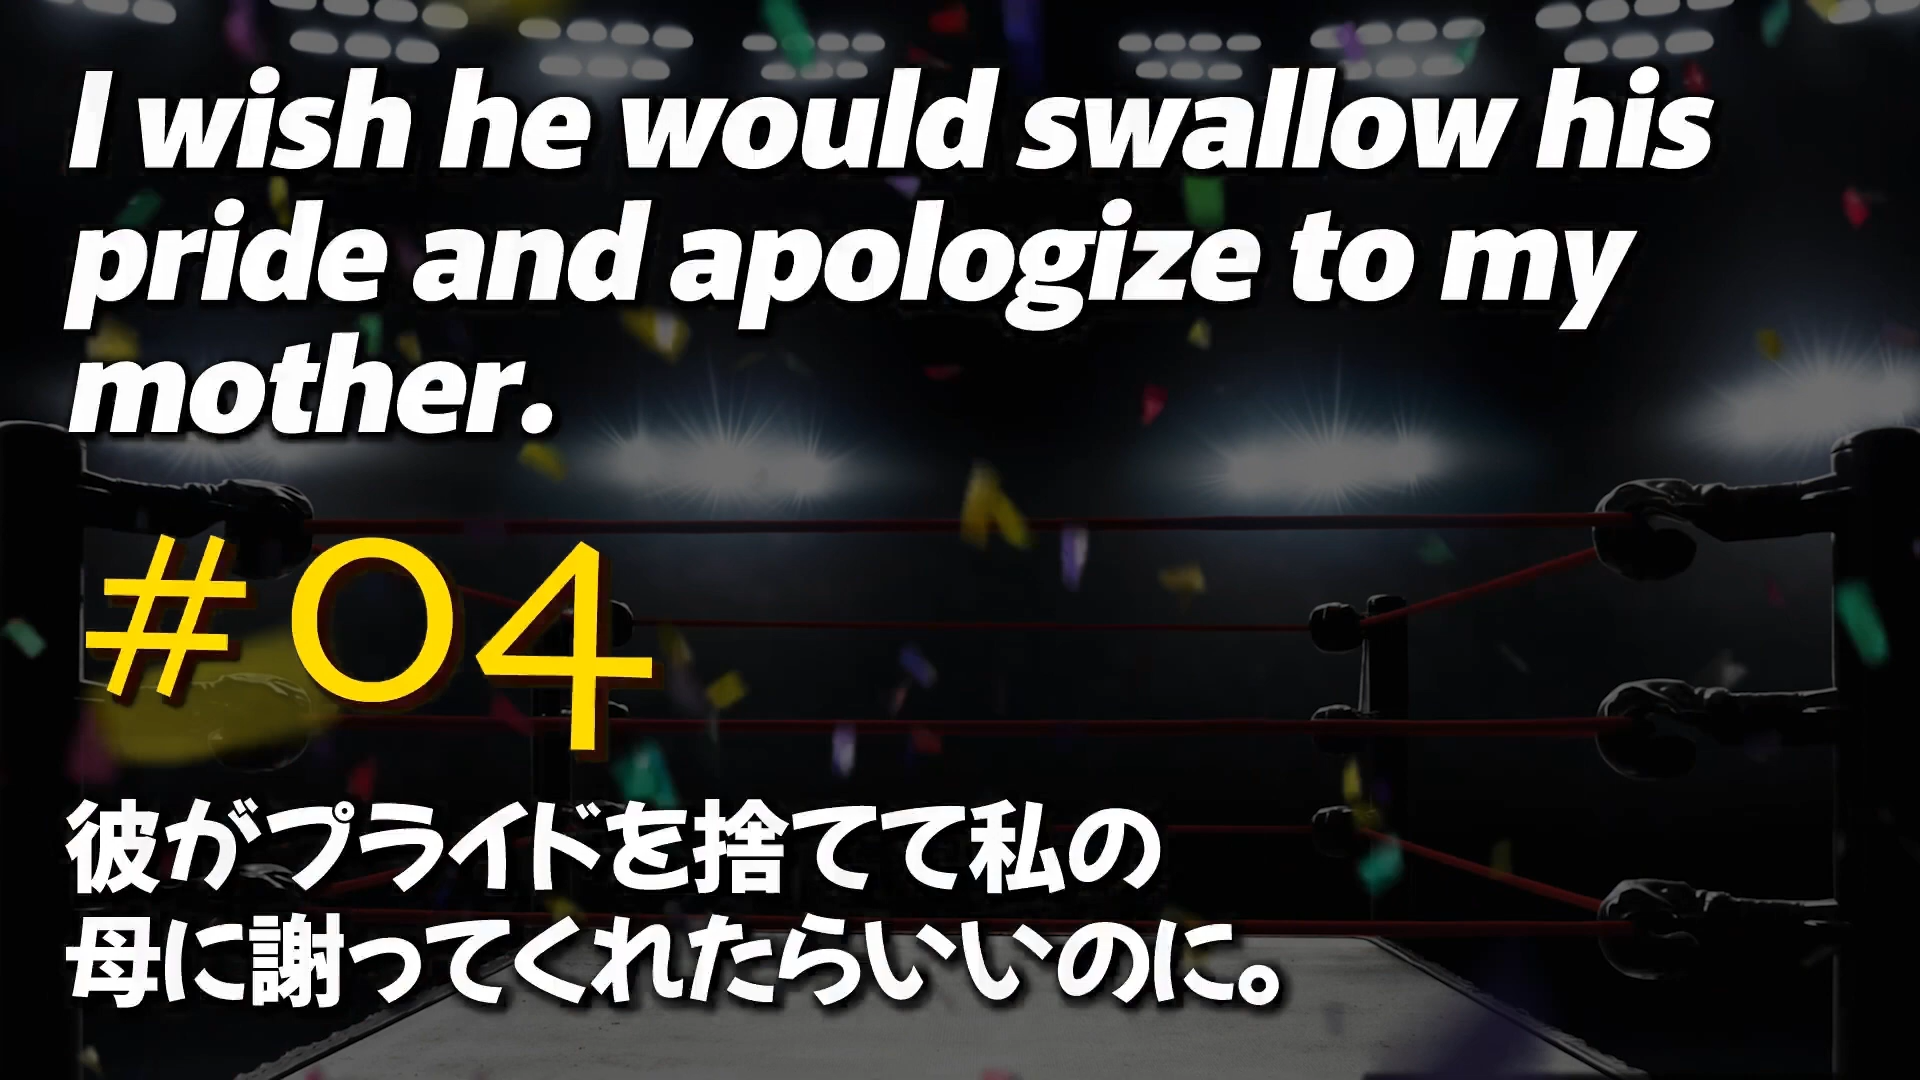 I wish he would swallow his
pride and apologize to my
mother.
#04
彼がプライドを捨てて私の
母に謝ってくれたらいいのに。